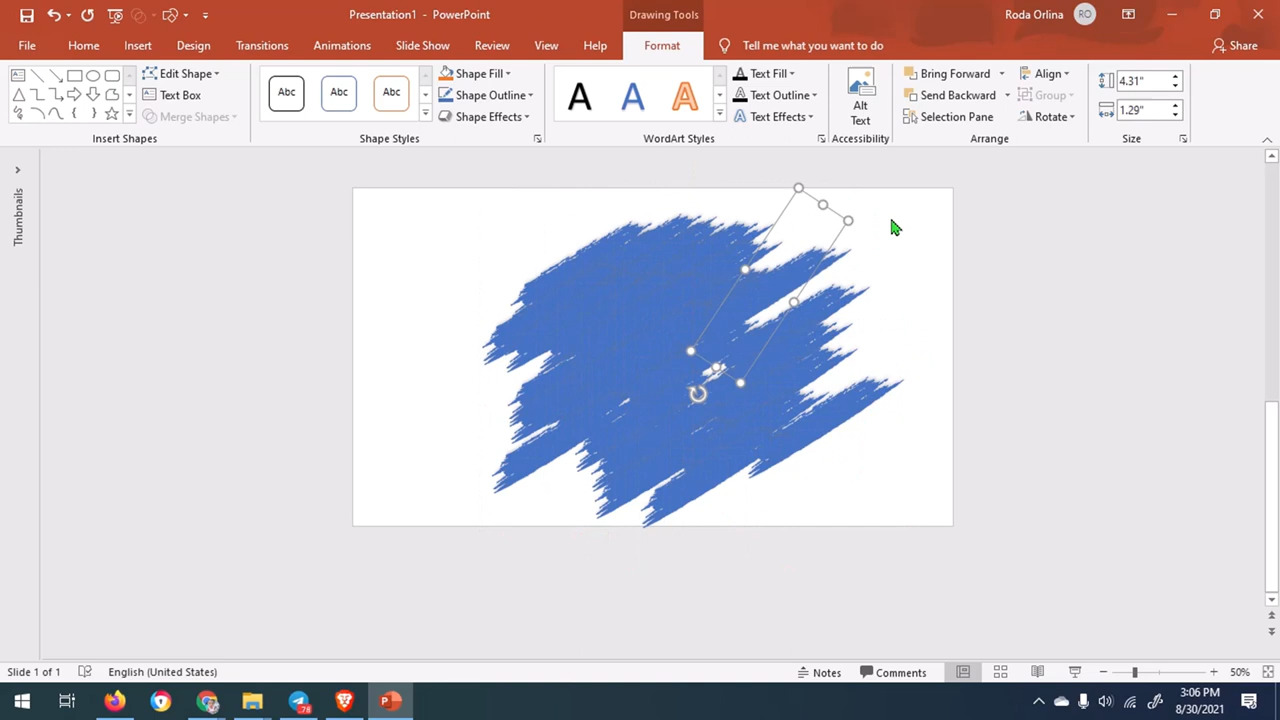 Presentation1 - PowerPoint
Drawing Tools
Roda Orlina
RO
File
Home
Insert
Design
Transitions
Animations
Slide Show
Review
View
Help
Format
Tell me what you want to do
Share
Edit Shape
Text Box
Merge Shapes
Insert Shapes
Abc
Abc
Abc
Shape Fill
Shape Outline
Shape Effects
Shape Styles
A
A
A
Text Fill
Text Outline
Text Effects
WordArt Styles
Alt
Text
Accessibility
Bring Forward
Send Backward
Selection Pane
Align
Group
Rotate
Arrange
4.31"
1.29"
Size
Thumbnails
Slide 1 of 1
English (United States)
Notes
Comments
50%
3:06 PM
8/30/2021